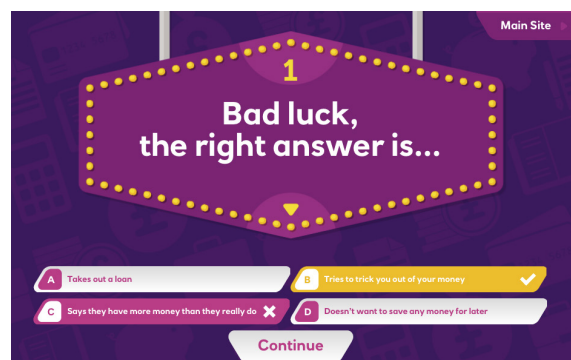 Main Site
1
Bad luck,
the right answer is...
A Takes out a loan
B Tries to trick you out of your money
C Says they have more money than they really do
D Doesn't want to save any money for later
Continue